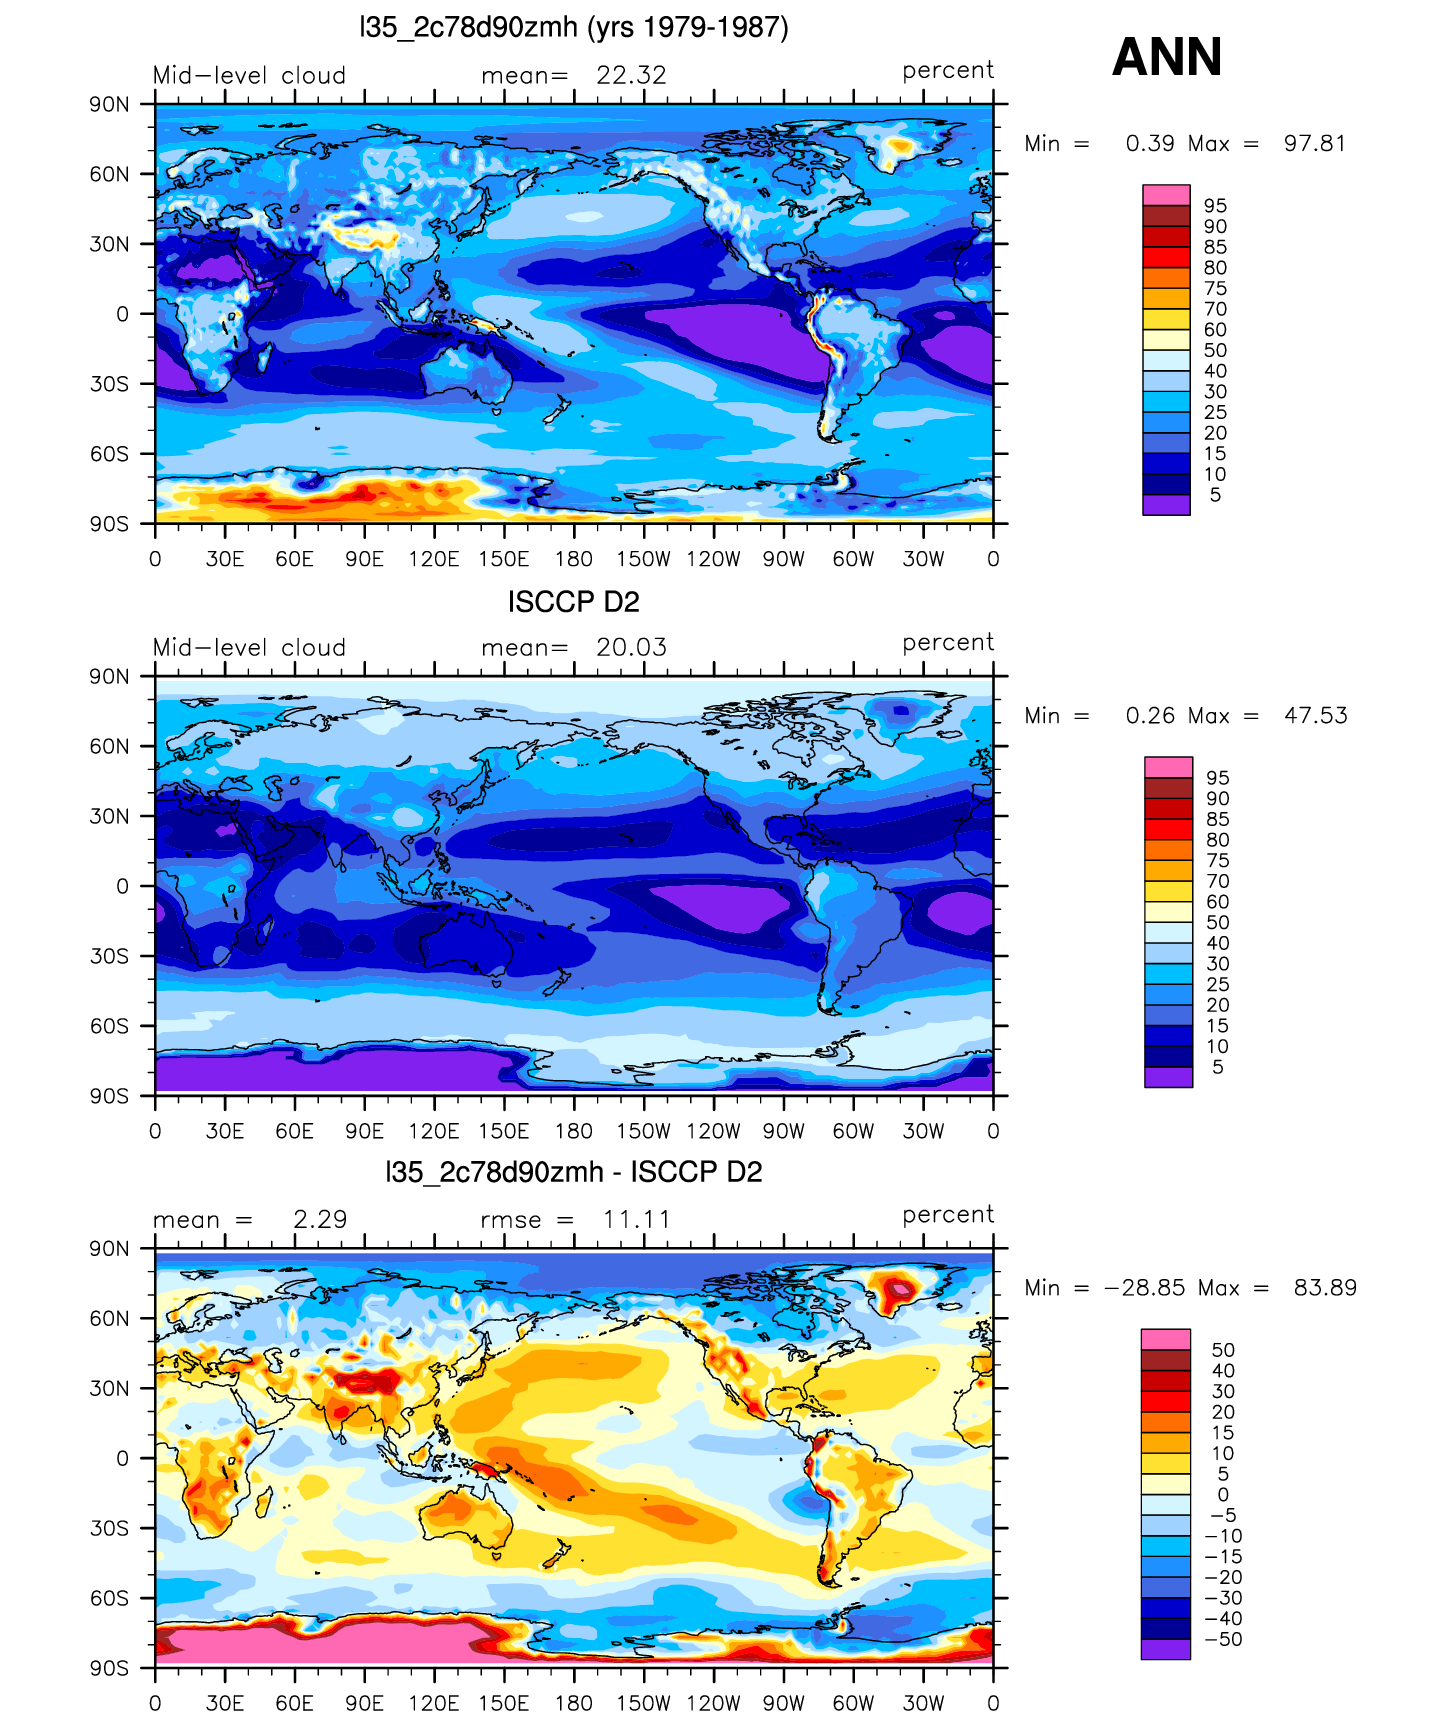 l35_2c78d90zmh (yrs 1979-1987)
ANN
Mid-level cloud mean= 22.32 percent
Min = 0.39 Max = 97.81
90N
60N
30N
0
30S
60S
90S
0 30E 60E 90E 120E 150E 180 150W 120W 90W 60W 30W 0
95
90
85
80
75
70
60
50
40
30
25
20
15
10
5
ISCCP D2
Mid-level cloud mean= 20.03 percent
Min = 0.26 Max = 47.53
90N
60N
30N
0
30S
60S
90S
0 30E 60E 90E 120E 150E 180 150W 120W 90W 60W 30W 0
95
90
85
80
75
70
60
50
40
30
25
20
15
10
5
l35_2c78d90zmh - ISCCP D2
mean = 2.29 rmse = 11.11 percent
Min = -28.85 Max = 83.89
90N
60N
30N
0
30S
60S
90S
0 30E 60E 90E 120E 150E 180 150W 120W 90W 60W 30W 0
50
40
30
20
15
10
5
0
-5
-10
-15
-20
-30
-40
-50